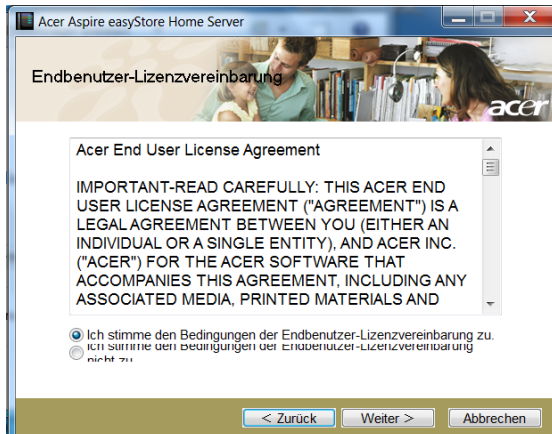 Acer Aspire easyStore Home Server
Endbenutzer-Lizenzvereinbarung
acer
Acer End User License Agreement
IMPORTANT-READ CAREFULLY: THIS ACER END
USER LICENSE AGREEMENT ("AGREEMENT") IS A
LEGAL AGREEMENT BETWEEN YOU (EITHER AN
INDIVIDUAL OR A SINGLE ENTITY), AND ACER INC.
("ACER") FOR THE ACER SOFTWARE THAT
ACCOMPANIES THIS AGREEMENT, INCLUDING ANY
ASSOCIATED MEDIA, PRINTED MATERIALS AND
Ich stimme den Bedingungen der Endbenutzer-Lizenzvereinbarung zu.
Ich stimme den Bedingungen der Endbenutzer-Lizenzvereinbarung
nicht zu.
< Zurück
Weiter >
Abbrechen